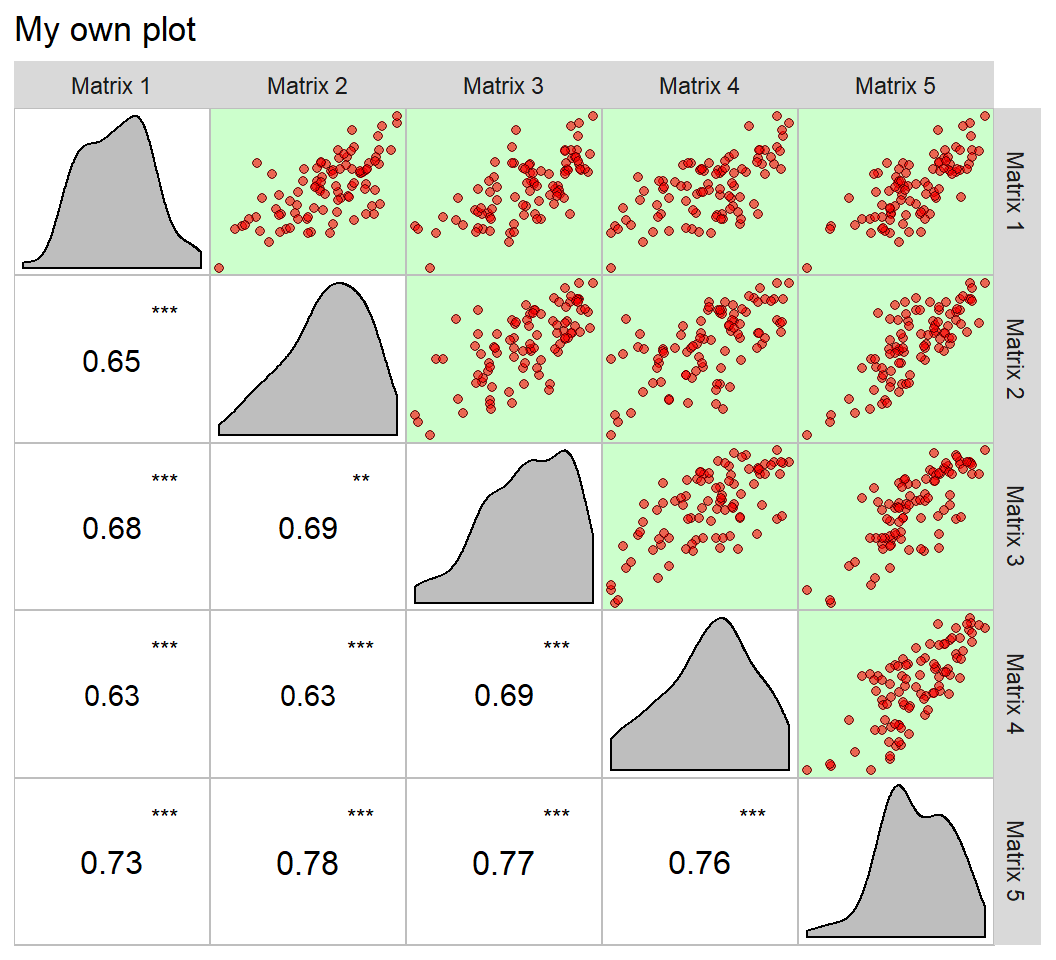 My own plot
Matrix 1 Matrix 2 Matrix 3 Matrix 4 Matrix 5
Matrix 1
***
0.65
Matrix 2
*** **
0.68 0.69
Matrix 3
*** *** ***
0.63 0.63 0.69
Matrix 4
*** *** *** ***
0.73 0.78 0.77 0.76
Matrix 5